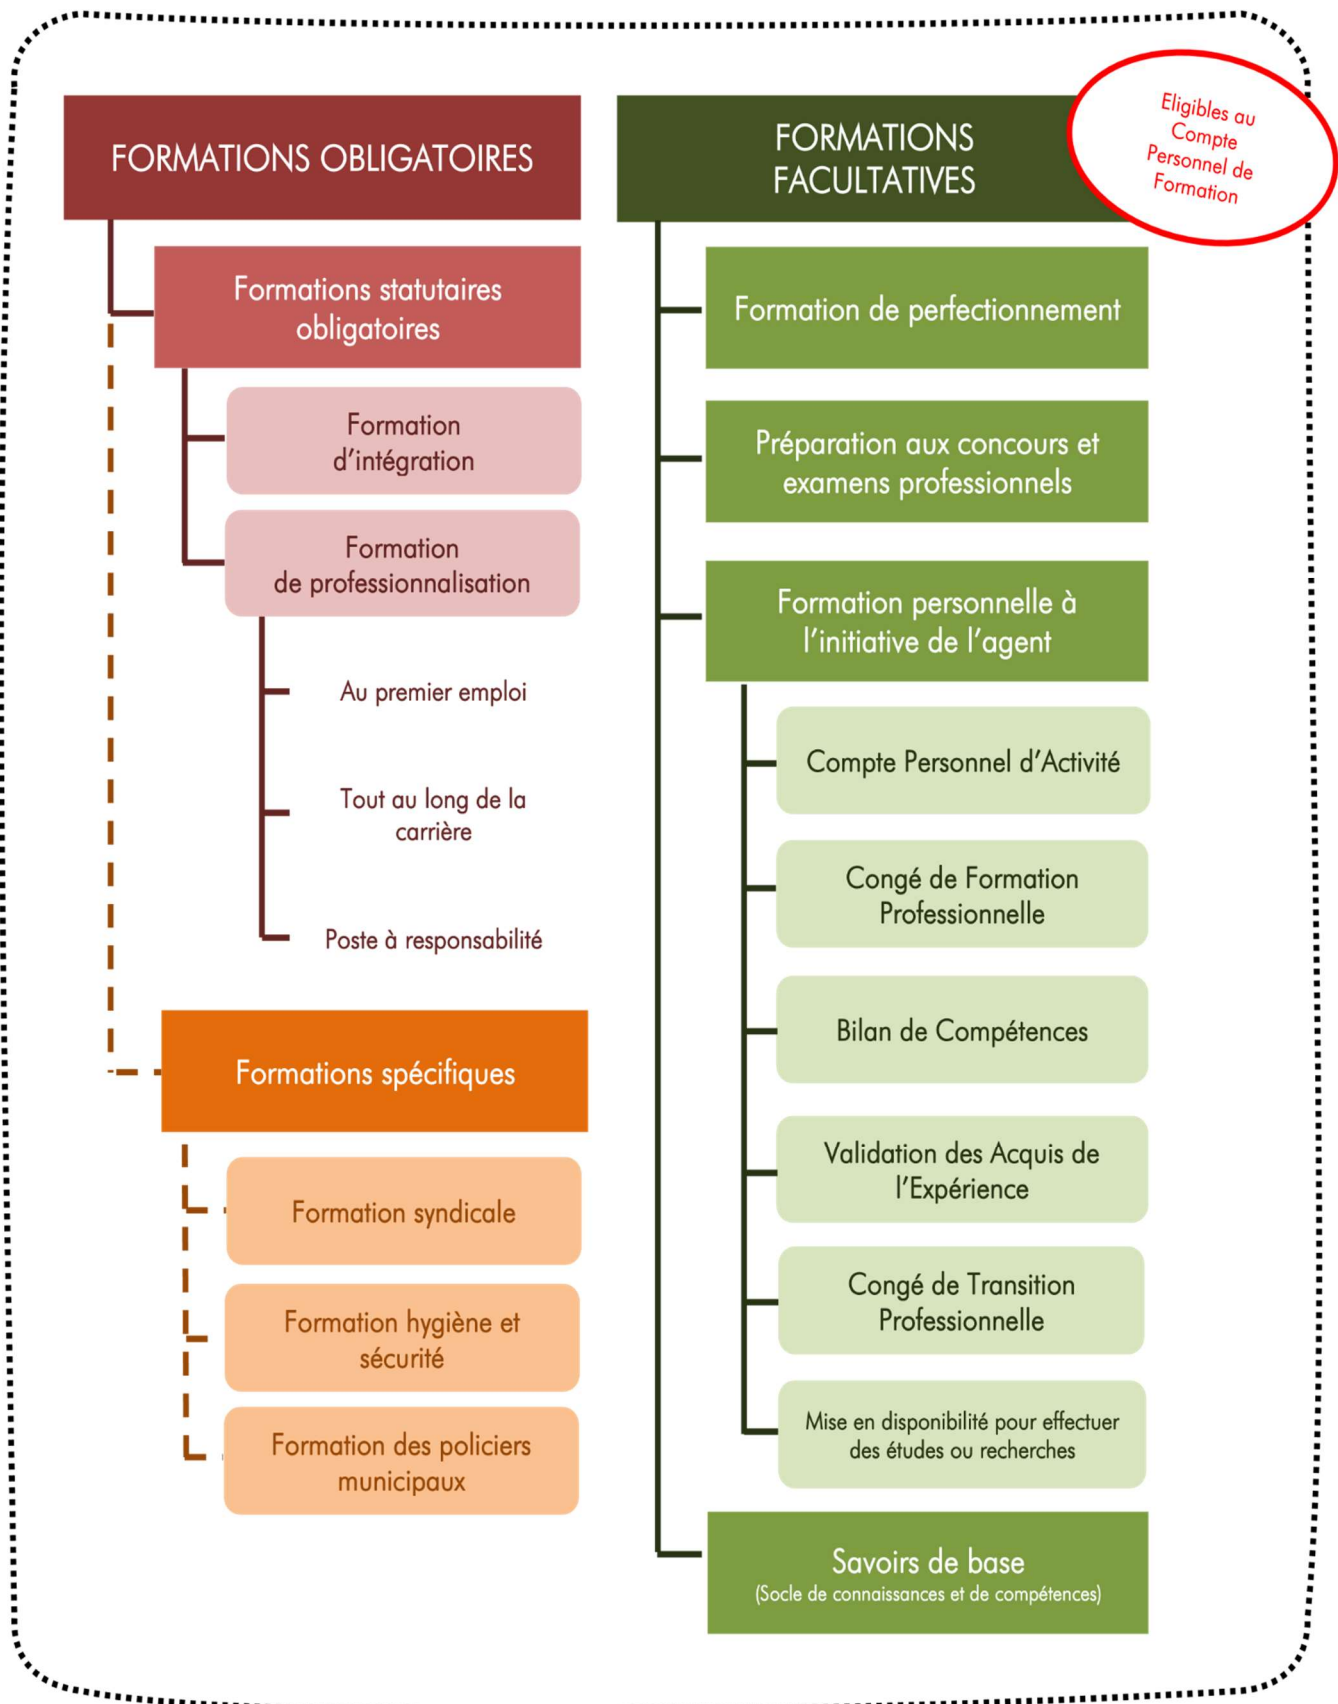 FORMATIONS OBLIGATOIRES
Formations statutaires
obligatoires
Formation
d'intégration
Formation
de professionnalisation
Au premier emploi
Tout au long de la
carrière
Poste à responsabilité
Formations spécifiques
Formation syndicale
Formation hygiène et
sécurité
Formation des policiers
municipaux
FORMATIONS
FACULTATIVES
Eligibles au
Compte
Personnel de
Formation
Formation de perfectionnement
Préparation aux concours et
examens professionnels
Formation personnelle à
l'initiative de l'agent
Compte Personnel d'Activité
Congé de Formation
Professionnelle
Bilan de Compétences
Validation des Acquis de
l'Expérience
Congé de Transition
Professionnelle
Mise en disponibilité pour effectuer
des études ou recherches
Savoirs de base
(Socle de connaissances et de compétences)